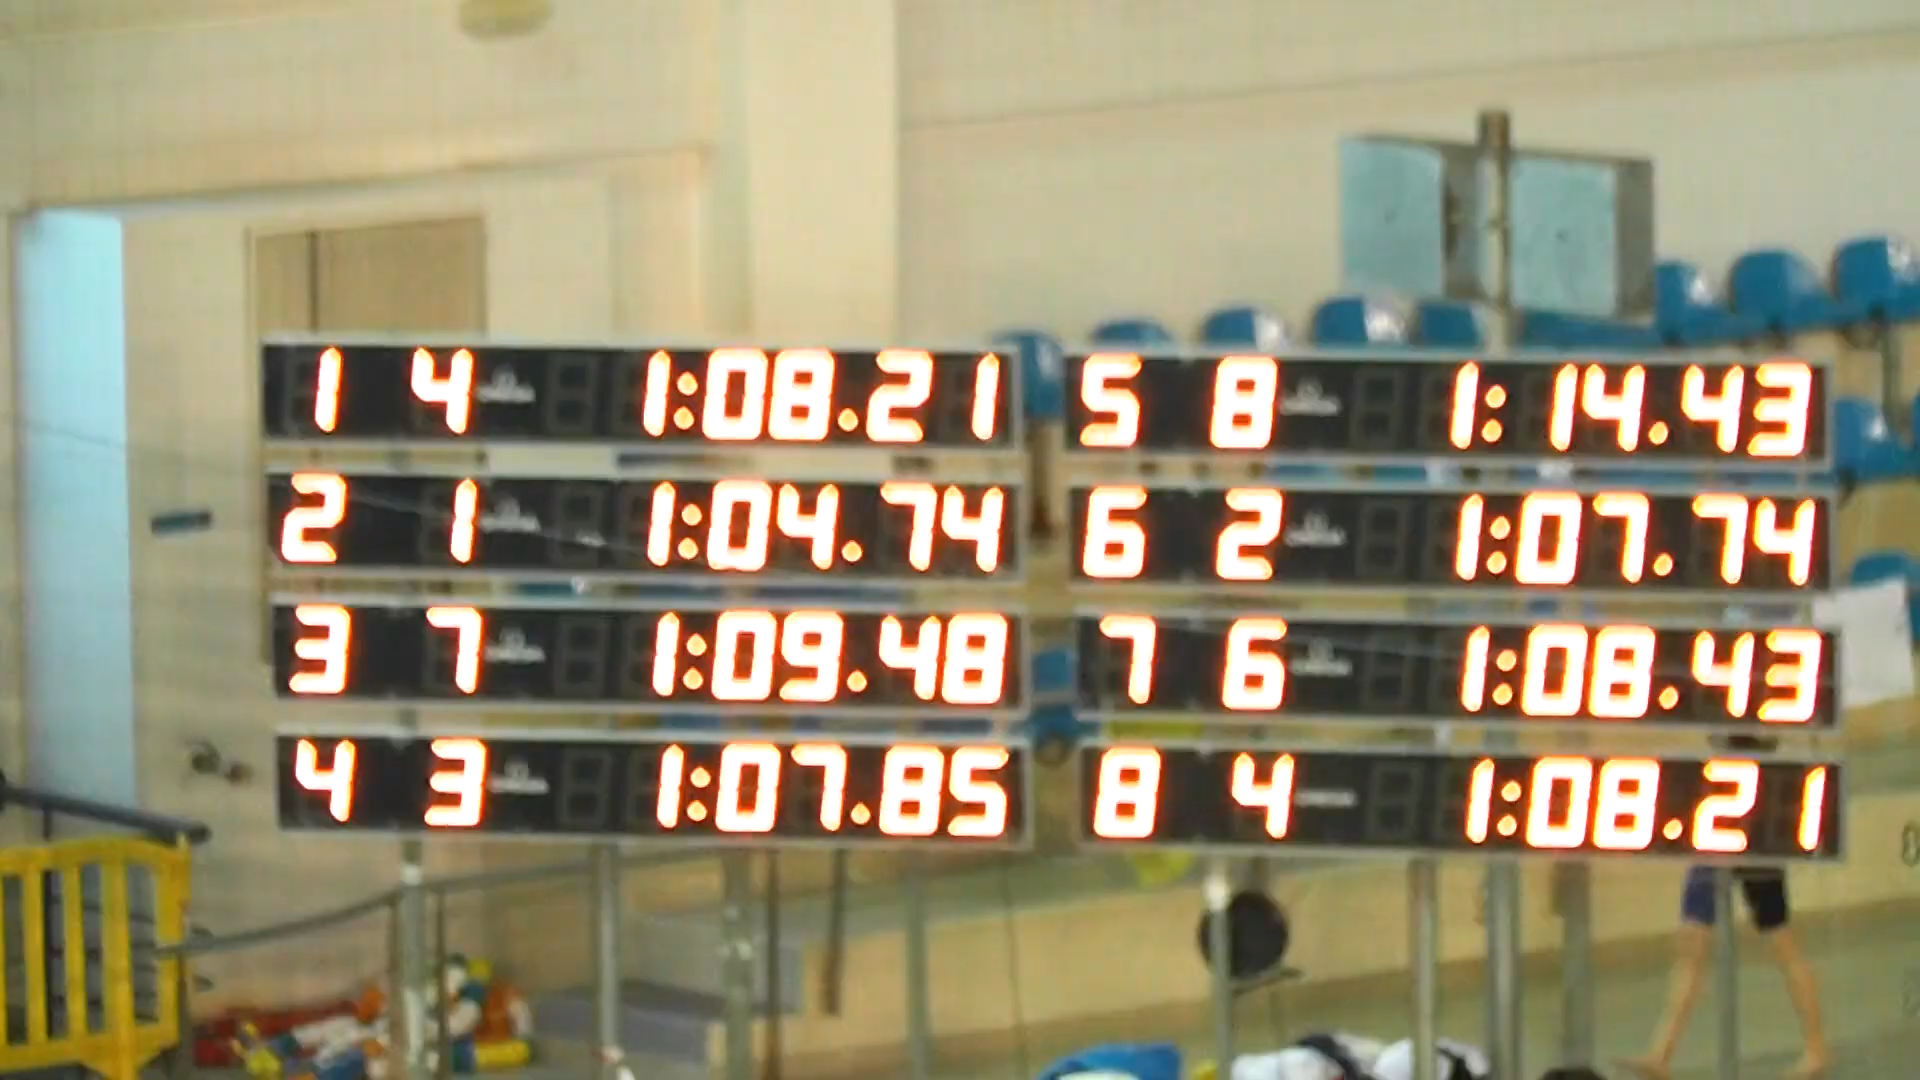 1 4 1:08.21
2 1 1:04.74
3 7 1:09.48
4 3 1:07.85
5 8 1:14.43
6 2 1:07.74
7 6 1:08.43
8 4 1:08.21